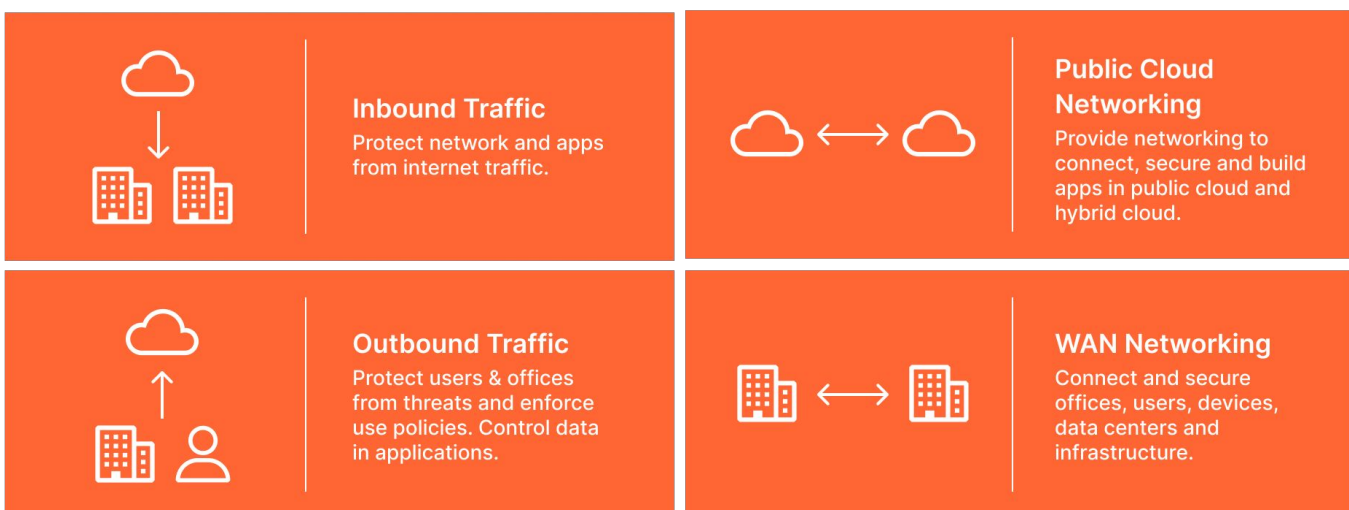 Inbound Traffic
Protect network and apps
from internet traffic.
Public Cloud
Networking
Provide networking to
connect, secure and build
apps in public cloud and
hybrid cloud.
Outbound Traffic
Protect users & offices
from threats and enforce
use policies. Control data
in applications.
WAN Networking
Connect and secure
offices, users, devices,
data centers and
infrastructure.